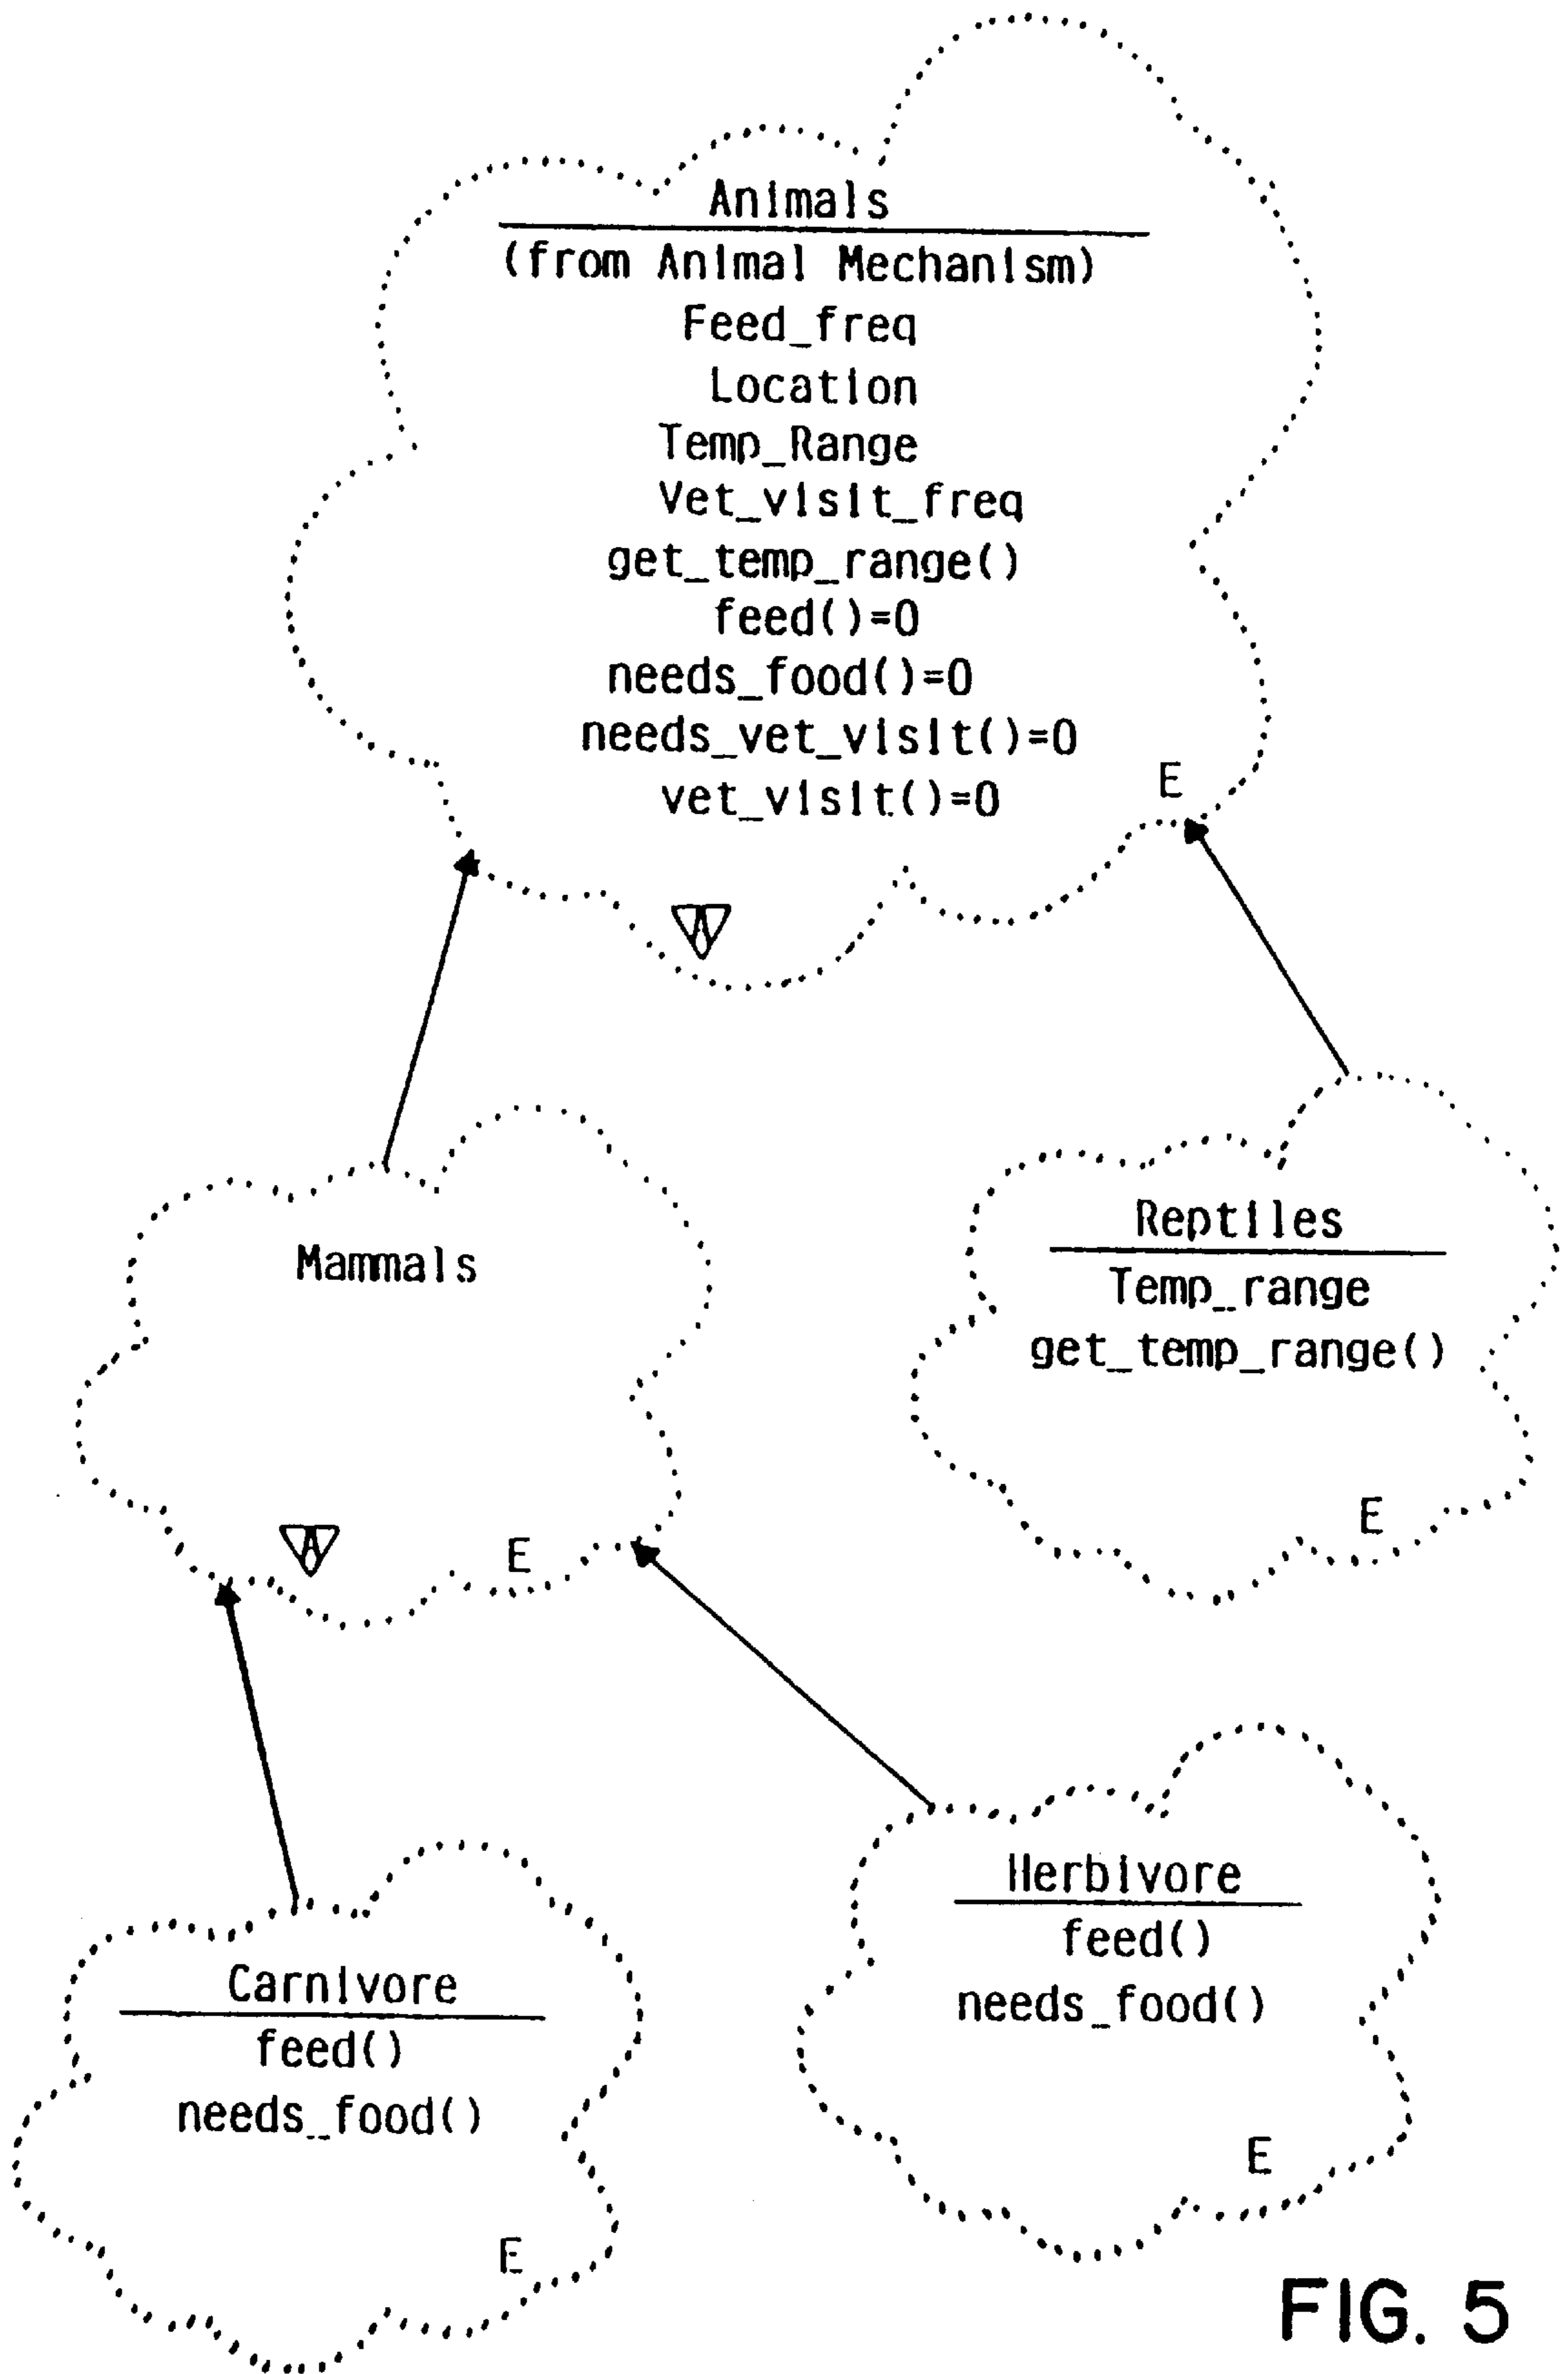 Animals
(from Animal Mechanism)
Feed_freq
Location
Temp_Range
Vet_visit_freq
get_temp_range()
feed()=0
needs_food()=0
needs_vet_visit()=0
vet_visit()=0
E
A
Mammals
A
E
Reptiles
Temp_range
get_temp_range()
E
Carnivore
feed()
needs_food()
E
Herbivore
feed()
needs_food()
E
FIG. 5